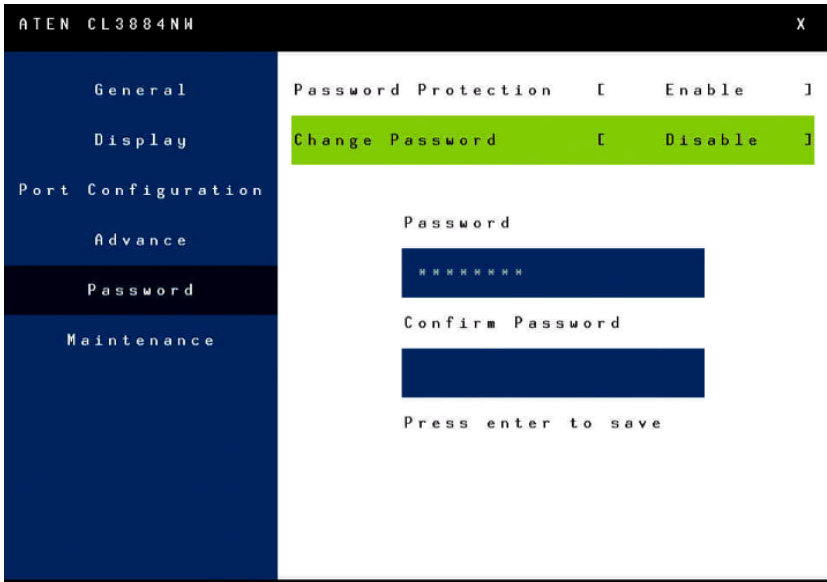 ATEN CL3884NW X
General
Display
Port Configuration
Advance
Password
Maintenance
Password Protection [ Enable ]
Change Password [ Disable ]
Password
********
Confirm Password
Press enter to save